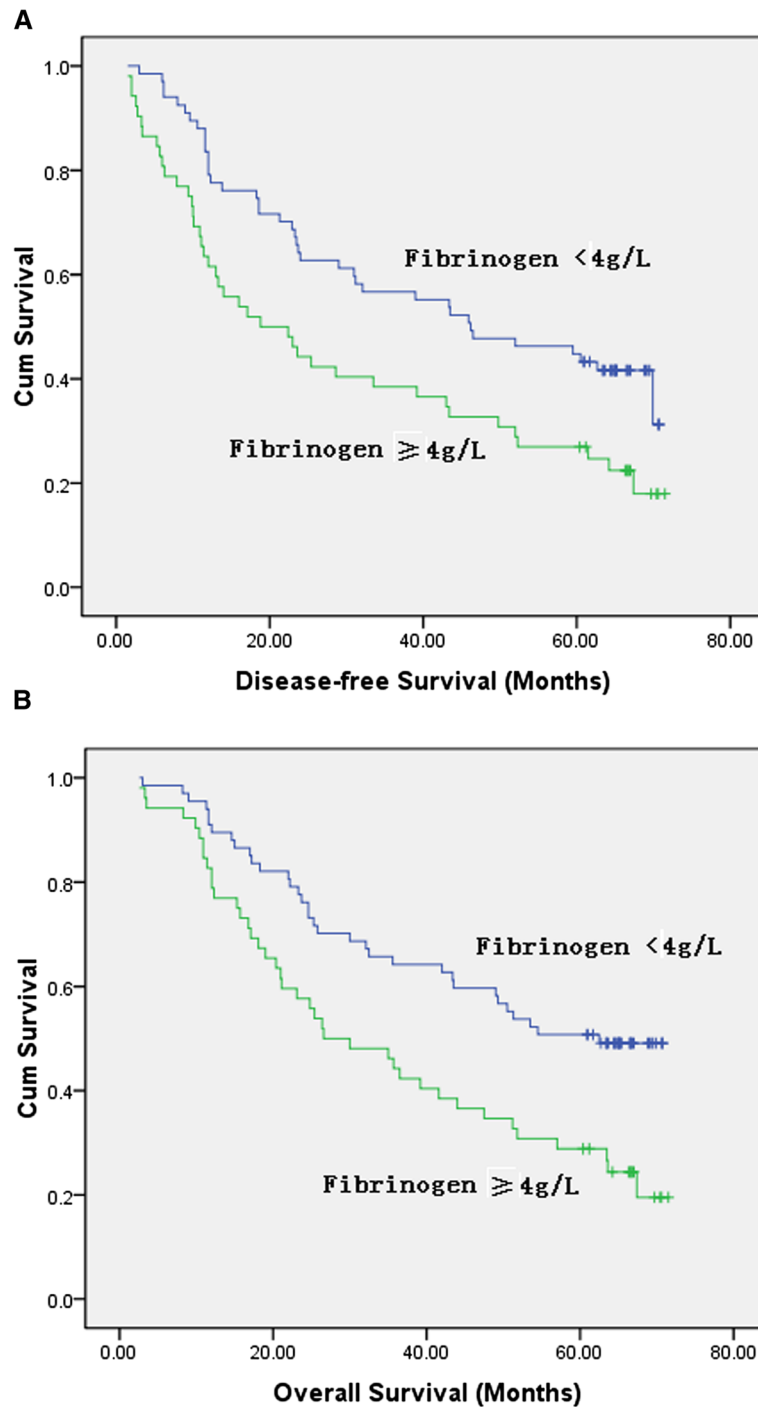 A
1.0
0.8
0.6
0.4
0.2
0.0
Cum Survival
Fibrinogen <4g/L
Fibrinogen ≥4g/L
0.00 20.00 40.00 60.00 80.00
Disease-free Survival (Months)
B
1.0
0.8
0.6
0.4
0.2
0.0
Cum Survival
Fibrinogen <4g/L
Fibrinogen ≥4g/L
0.00 20.00 40.00 60.00 80.00
Overall Survival (Months)